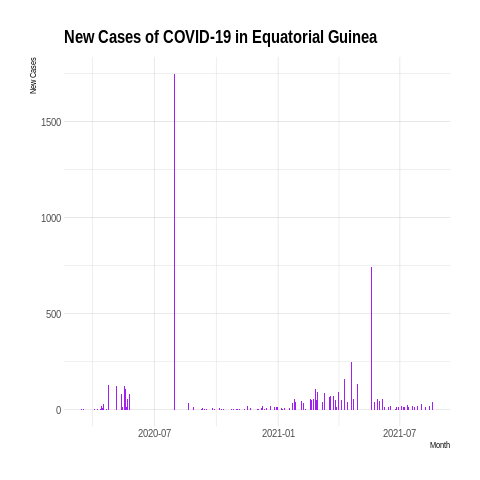 New Cases of COVID-19 in Equatorial Guinea
New Cases
1500
1000
500
0
2020-07
2021-01
2021-07
Month